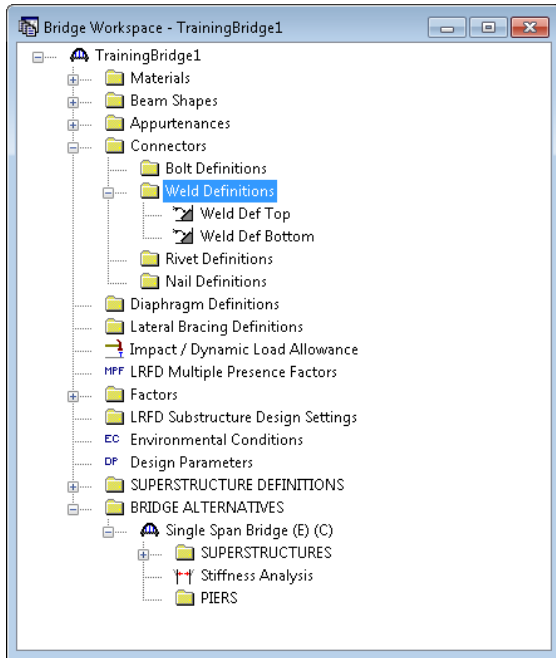 Bridge Workspace - TrainingBridge1
TrainingBridge1
Materials
Beam Shapes
Appurtenances
Connectors
Bolt Definitions
Weld Definitions
Weld Def Top
Weld Def Bottom
Rivet Definitions
Nail Definitions
Diaphragm Definitions
Lateral Bracing Definitions
Impact / Dynamic Load Allowance
MPF LRFD Multiple Presence Factors
Factors
LRFD Substructure Design Settings
EC Environmental Conditions
DP Design Parameters
SUPERSTRUCTURE DEFINITIONS
BRIDGE ALTERNATIVES
Single Span Bridge (E) (C)
SUPERSTRUCTURES
Stiffness Analysis
PIERS